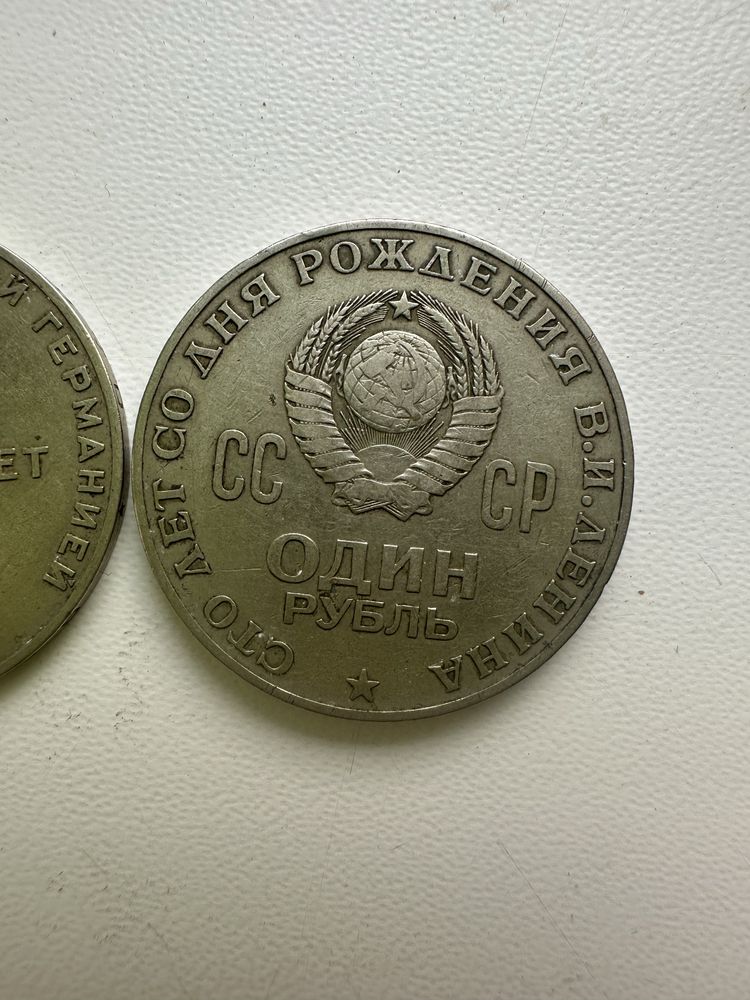 Й ГЕРМАНИЕЙ
ЕТ
СТО ЛЕТ СО ДНЯ РОЖДЕНИЯ В.И.ЛЕНИНА
СС СР
ОДИН
РУБЛЬ